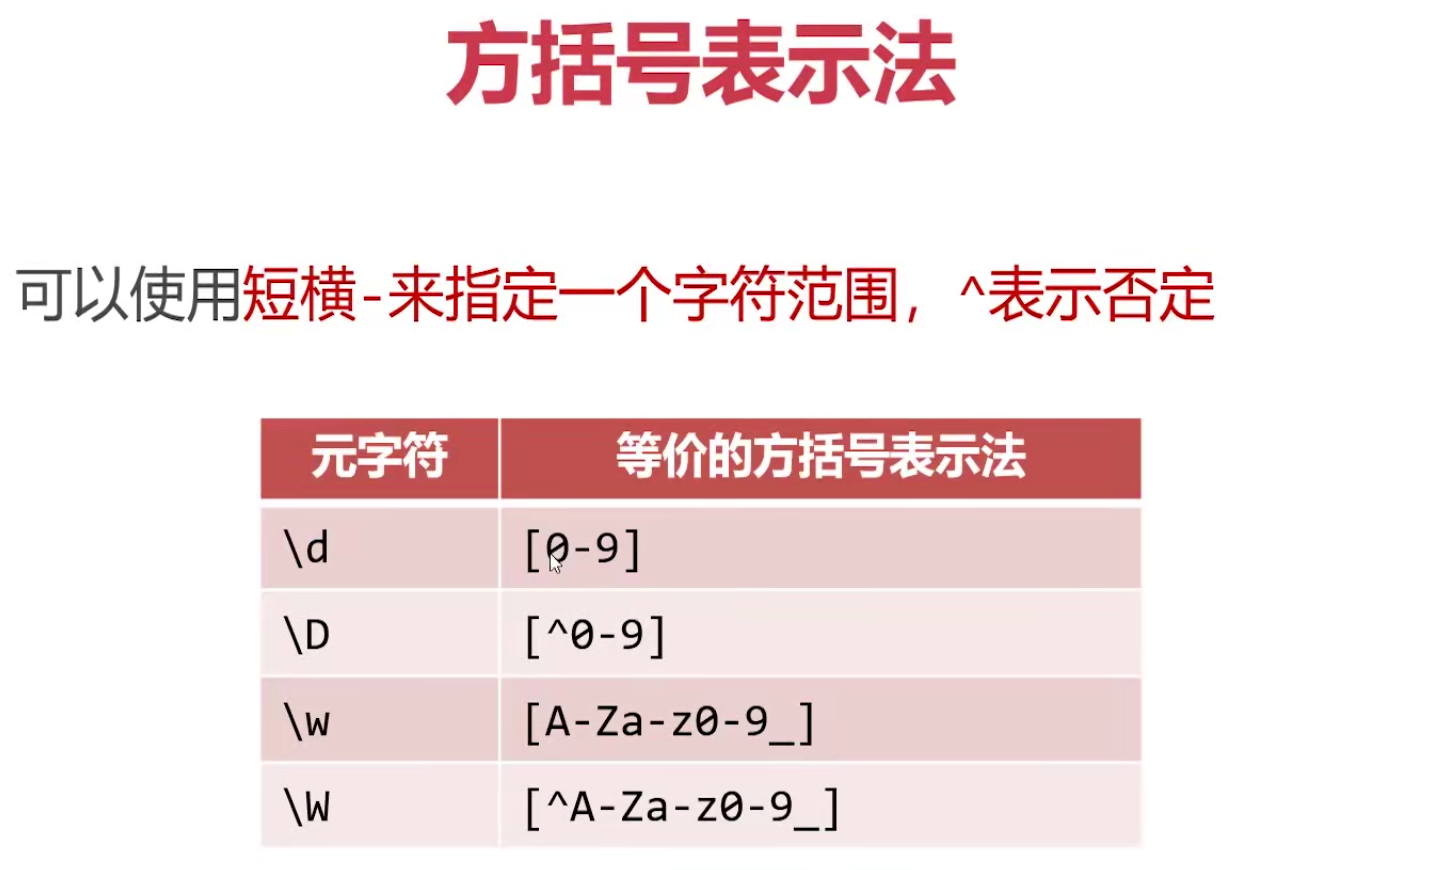 方括号表示法
可以使用短横-来指定一个字符范围，^表示否定
元字符 等价的方括号表示法
\d [0-9]
\D [^0-9]
\w [A-Za-z0-9_]
\W [^A-Za-z0-9_]